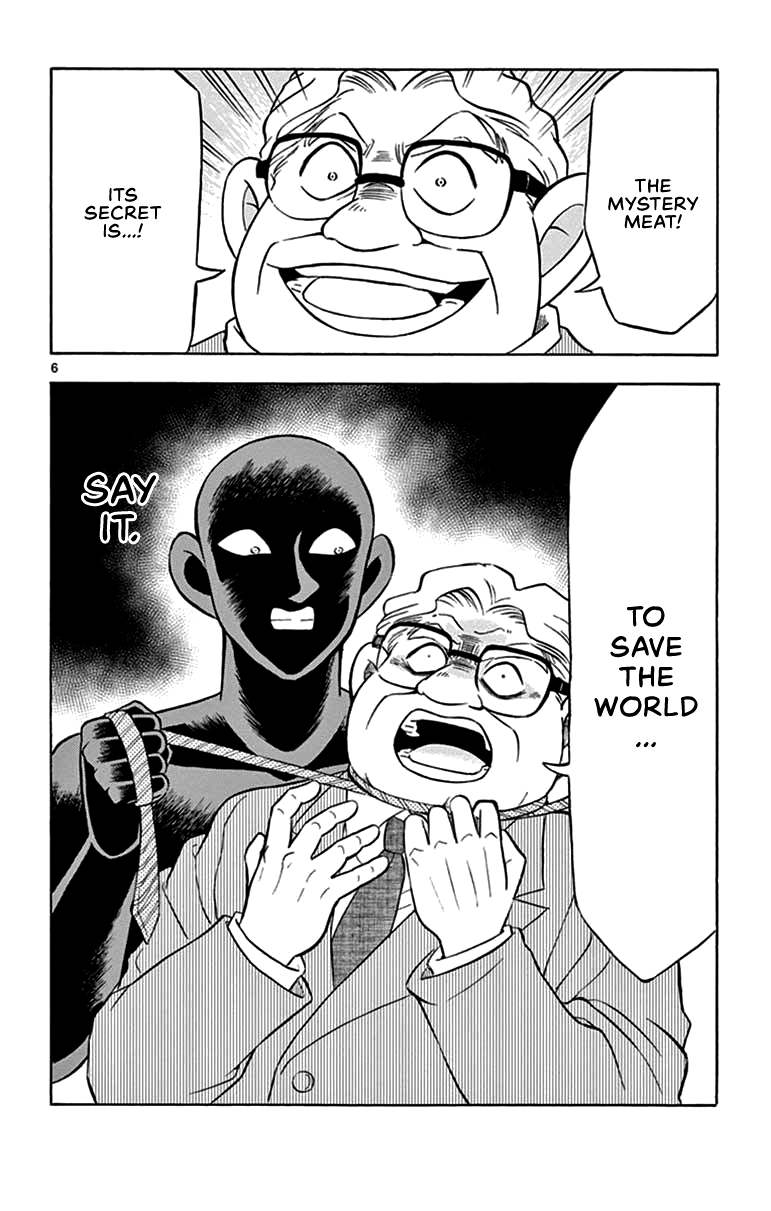 THE
MYSTERY
MEAT!
ITS
SECRET
IS...!
6
TO
SAVE
THE
WORLD
...
SAY
IT.